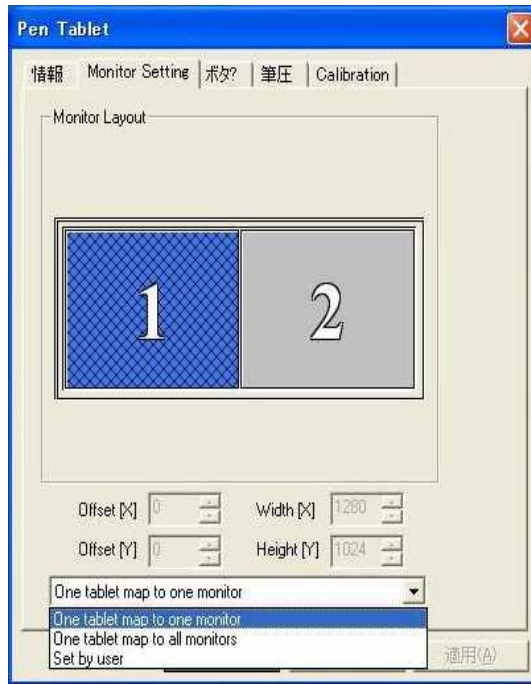 Pen Tablet
情報 Monitor Setting ボタ? 筆圧 Calibration
Monitor Layout
1 2
Offset [X] 0 Width [X] 1280
Offset [Y] 0 Height [Y] 1024
One tablet map to one monitor
One tablet map to one monitor
One tablet map to all monitors
Set by user
適用(A)